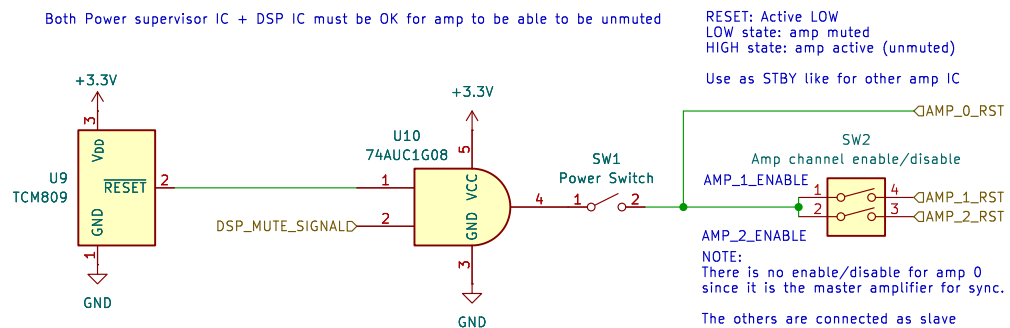 Both Power supervisor IC + DSP IC must be OK for amp to be able to be unmuted
RESET: Active LOW
LOW state: amp muted
HIGH state: amp active (unmuted)
Use as STBY like for other amp IC
+3.3V
3
VDD
U9
TCM809
RESET
2
GND
1
GND
+3.3V
U10
74AUC1G08
5
VCC
1
2
DSP_MUTE_SIGNAL
4
GND
3
GND
SW1
Power Switch
1
2
AMP_0_RST
SW2
Amp channel enable/disable
AMP_1_ENABLE
1
4
AMP_1_RST
2
3
AMP_2_RST
AMP_2_ENABLE
NOTE:
There is no enable/disable for amp 0
since it is the master amplifier for sync.
The others are connected as slave